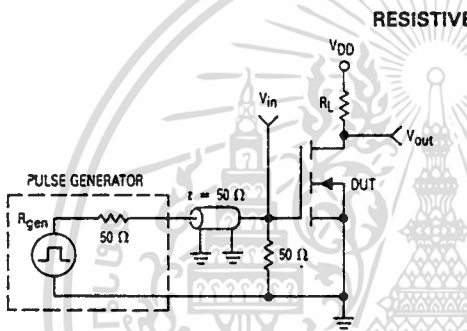 RESISTIVE
VDD
RL
Vin
Vout
PULSE GENERATOR
z = 50 Ω
DUT
Rgen
50 Ω
50 Ω